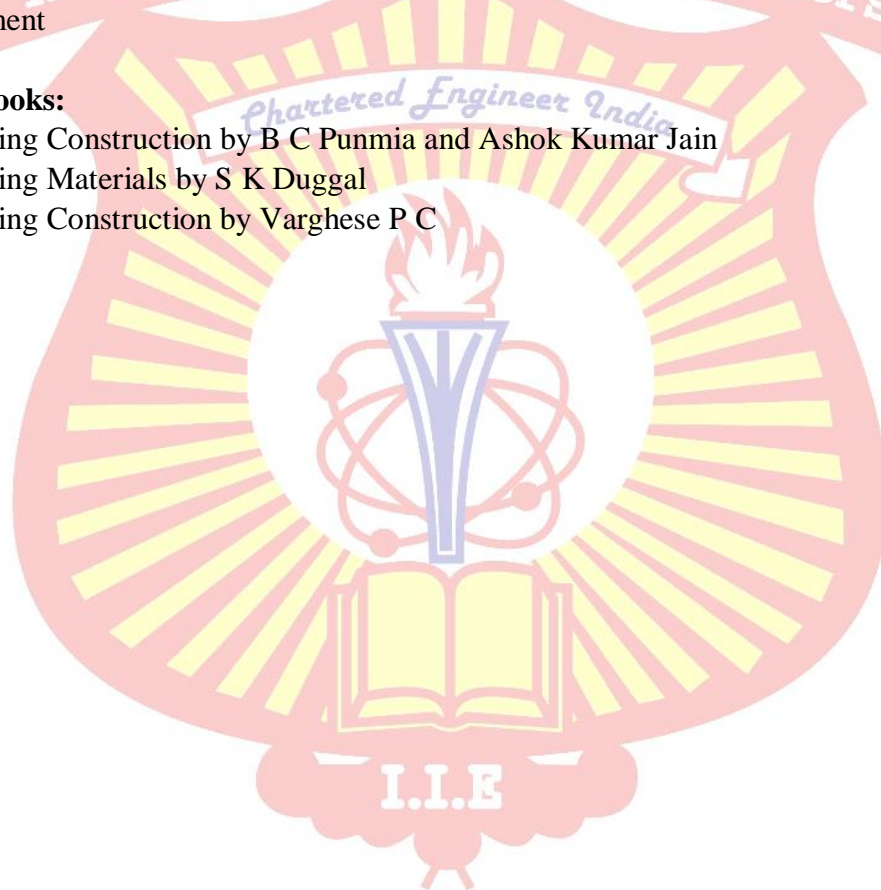 nent
ooks:
Chartered Engineer India
ing Construction by B C Punmia and Ashok Kumar Jain
ing Materials by S K Duggal
ing Construction by Varghese P C
I.I.E